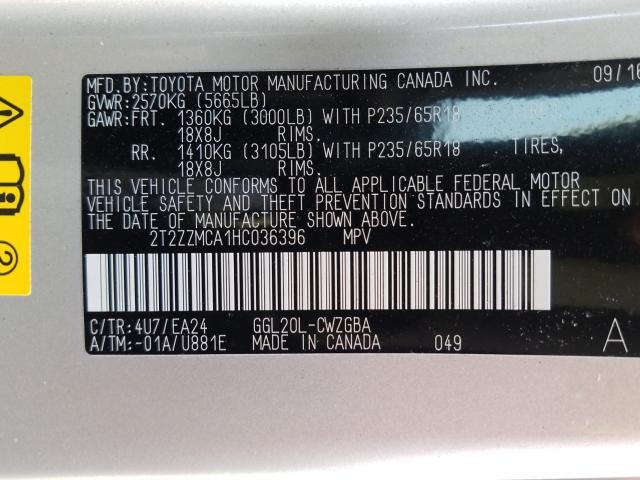 MFD.BY:TOYOTA MOTOR MANUFACTURING CANADA INC. 09/16
GVWR:2570KG (5665LB)
GAWR:FRT. 1360KG (3000LB) WITH P235/65R18
18X8J RIMS.
RR. 1410KG (3105LB) WITH P235/65R18 TIRES,
18X8J RIMS.
THIS VEHICLE CONFORMS TO ALL APPLICABLE FEDERAL MOTOR
VEHICLE SAFETY AND THEFT PREVENTION STANDARDS IN EFFECT ON
THE DATE OF MANUFACTURE SHOWN ABOVE.
2T2ZZMCA1HC036396 MPV
C/TR:4U7/EA24 GGL20L-CWZGBA
A/TM:-01A/U881E MADE IN CANADA 049 A
2